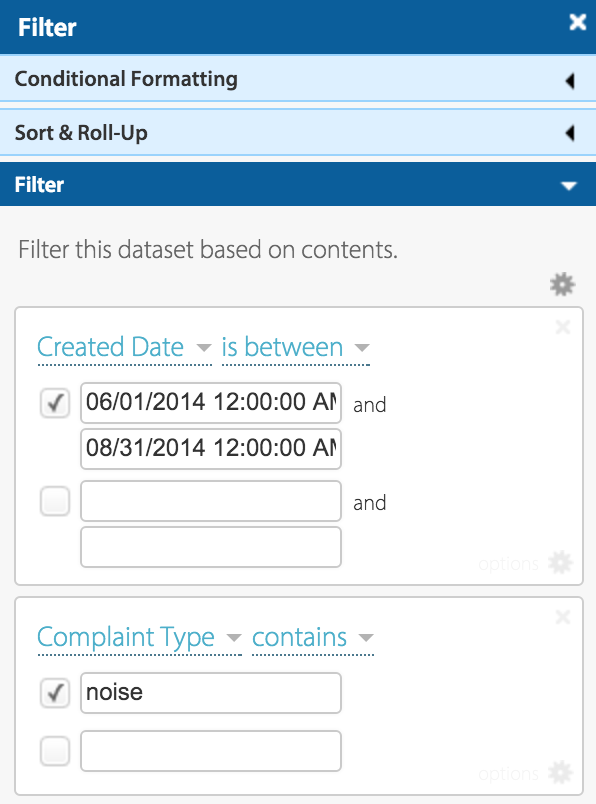 Filter
Conditional Formatting
Sort & Roll-Up
Filter
Filter this dataset based on contents.
Created Date is between
06/01/2014 12:00:00 AM and
08/31/2014 12:00:00 AM
and
options
Complaint Type contains
noise
options